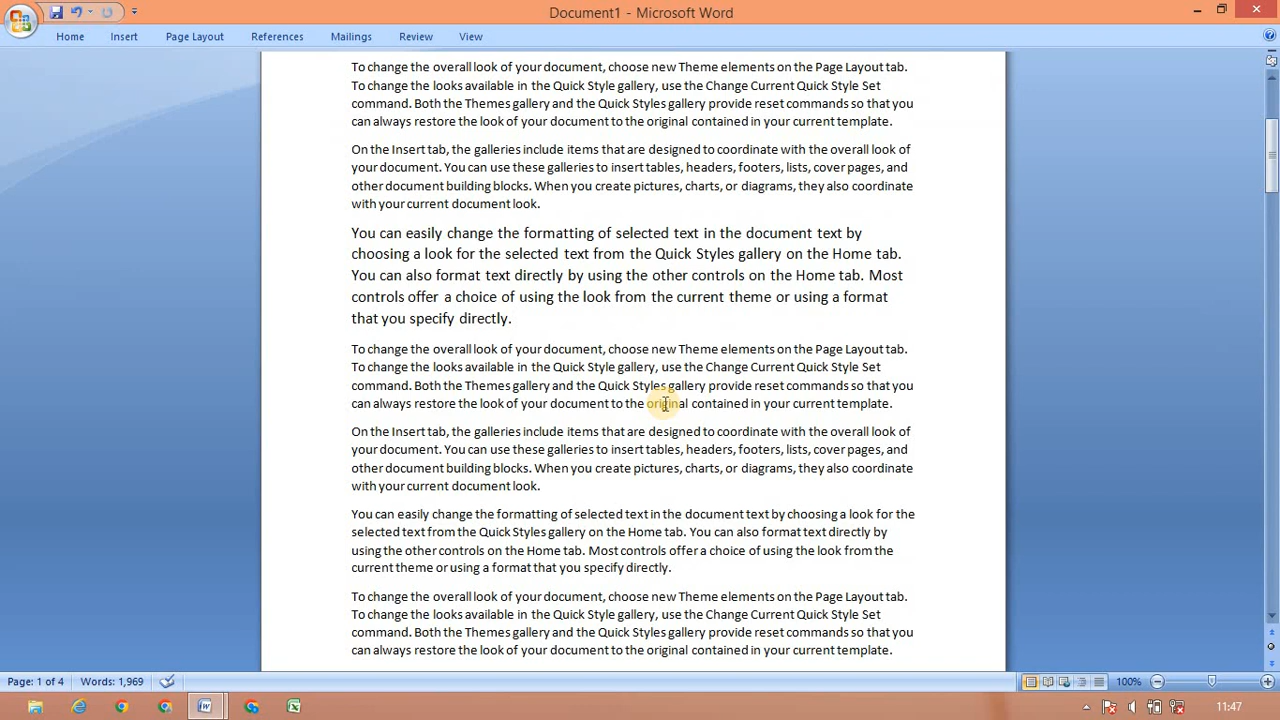 Document1 - Microsoft Word
Home Insert Page Layout References Mailings Review View
To change the overall look of your document, choose new Theme elements on the Page Layout tab.
To change the looks available in the Quick Style gallery, use the Change Current Quick Style Set
command. Both the Themes gallery and the Quick Styles gallery provide reset commands so that you
can always restore the look of your document to the original contained in your current template.
On the Insert tab, the galleries include items that are designed to coordinate with the overall look of
your document. You can use these galleries to insert tables, headers, footers, lists, cover pages, and
other document building blocks. When you create pictures, charts, or diagrams, they also coordinate
with your current document look.
You can easily change the formatting of selected text in the document text by
choosing a look for the selected text from the Quick Styles gallery on the Home tab.
You can also format text directly by using the other controls on the Home tab. Most
controls offer a choice of using the look from the current theme or using a format
that you specify directly.
To change the overall look of your document, choose new Theme elements on the Page Layout tab.
To change the looks available in the Quick Style gallery, use the Change Current Quick Style Set
command. Both the Themes gallery and the Quick Styles gallery provide reset commands so that you
can always restore the look of your document to the original contained in your current template.
On the Insert tab, the galleries include items that are designed to coordinate with the overall look of
your document. You can use these galleries to insert tables, headers, footers, lists, cover pages, and
other document building blocks. When you create pictures, charts, or diagrams, they also coordinate
with your current document look.
You can easily change the formatting of selected text in the document text by choosing a look for the
selected text from the Quick Styles gallery on the Home tab. You can also format text directly by
using the other controls on the Home tab. Most controls offer a choice of using the look from the
current theme or using a format that you specify directly.
To change the overall look of your document, choose new Theme elements on the Page Layout tab.
To change the looks available in the Quick Style gallery, use the Change Current Quick Style Set
command. Both the Themes gallery and the Quick Styles gallery provide reset commands so that you
can always restore the look of your document to the original contained in your current template.
Page: 1 of 4 Words: 1,969 100%
11:47